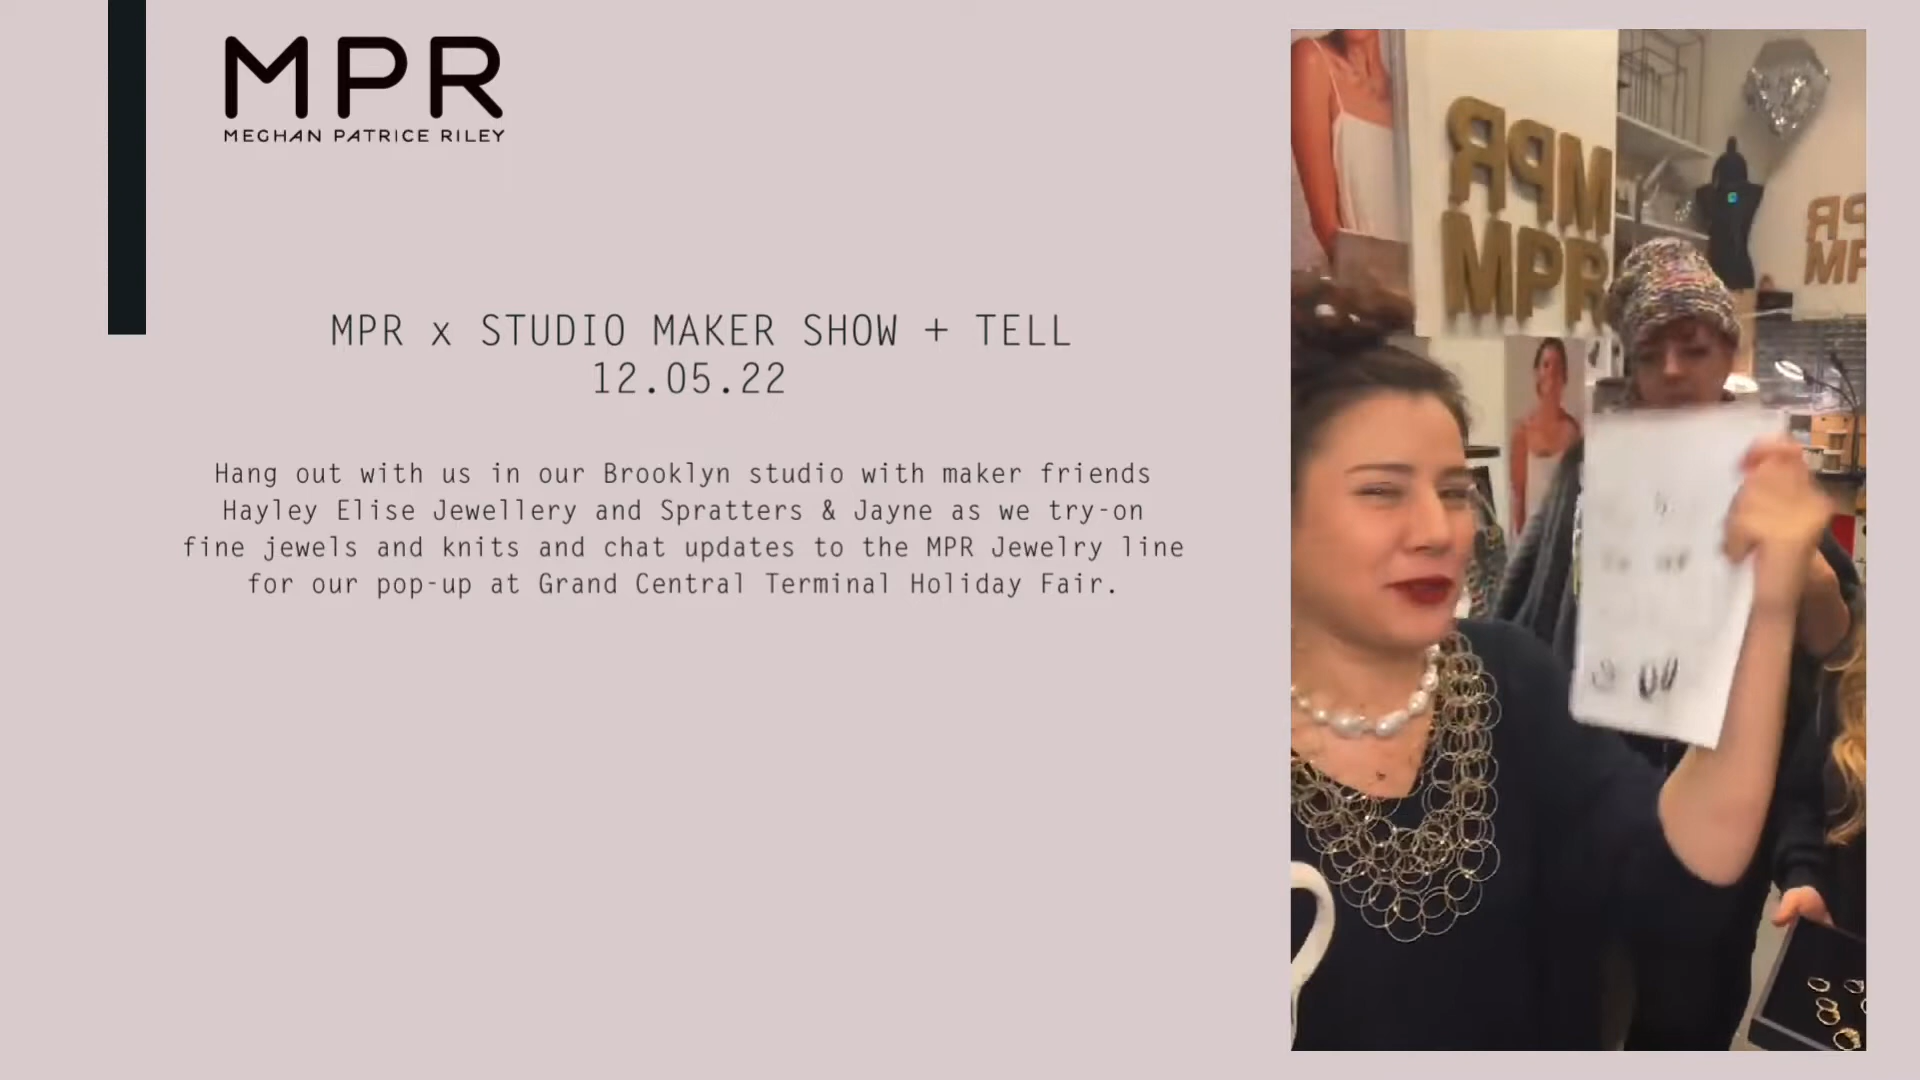 MPR
MEGHAN PATRICE RILEY
MPR x STUDIO MAKER SHOW + TELL
12.05.22
Hang out with us in our Brooklyn studio with maker friends
Hayley Elise Jewellery and Spratters & Jayne as we try-on
fine jewels and knits and chat updates to the MPR Jewelry line
for our pop-up at Grand Central Terminal Holiday Fair.
MPR
MPR
MPR
MPR